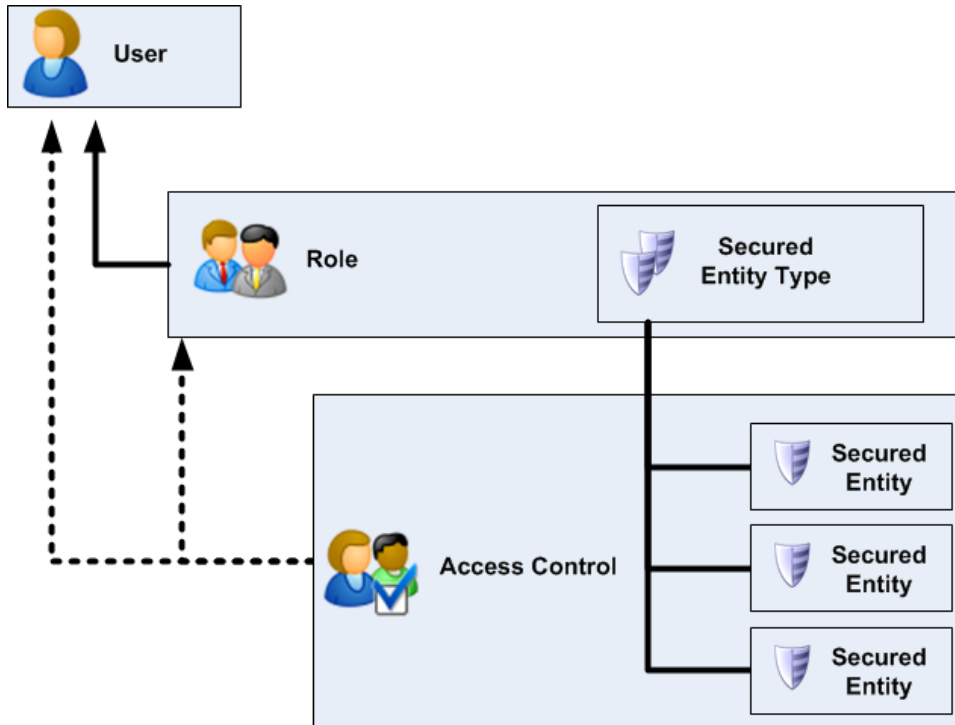 User
Role
Secured
Entity Type
Secured
Entity
Access Control
Secured
Entity
Secured
Entity